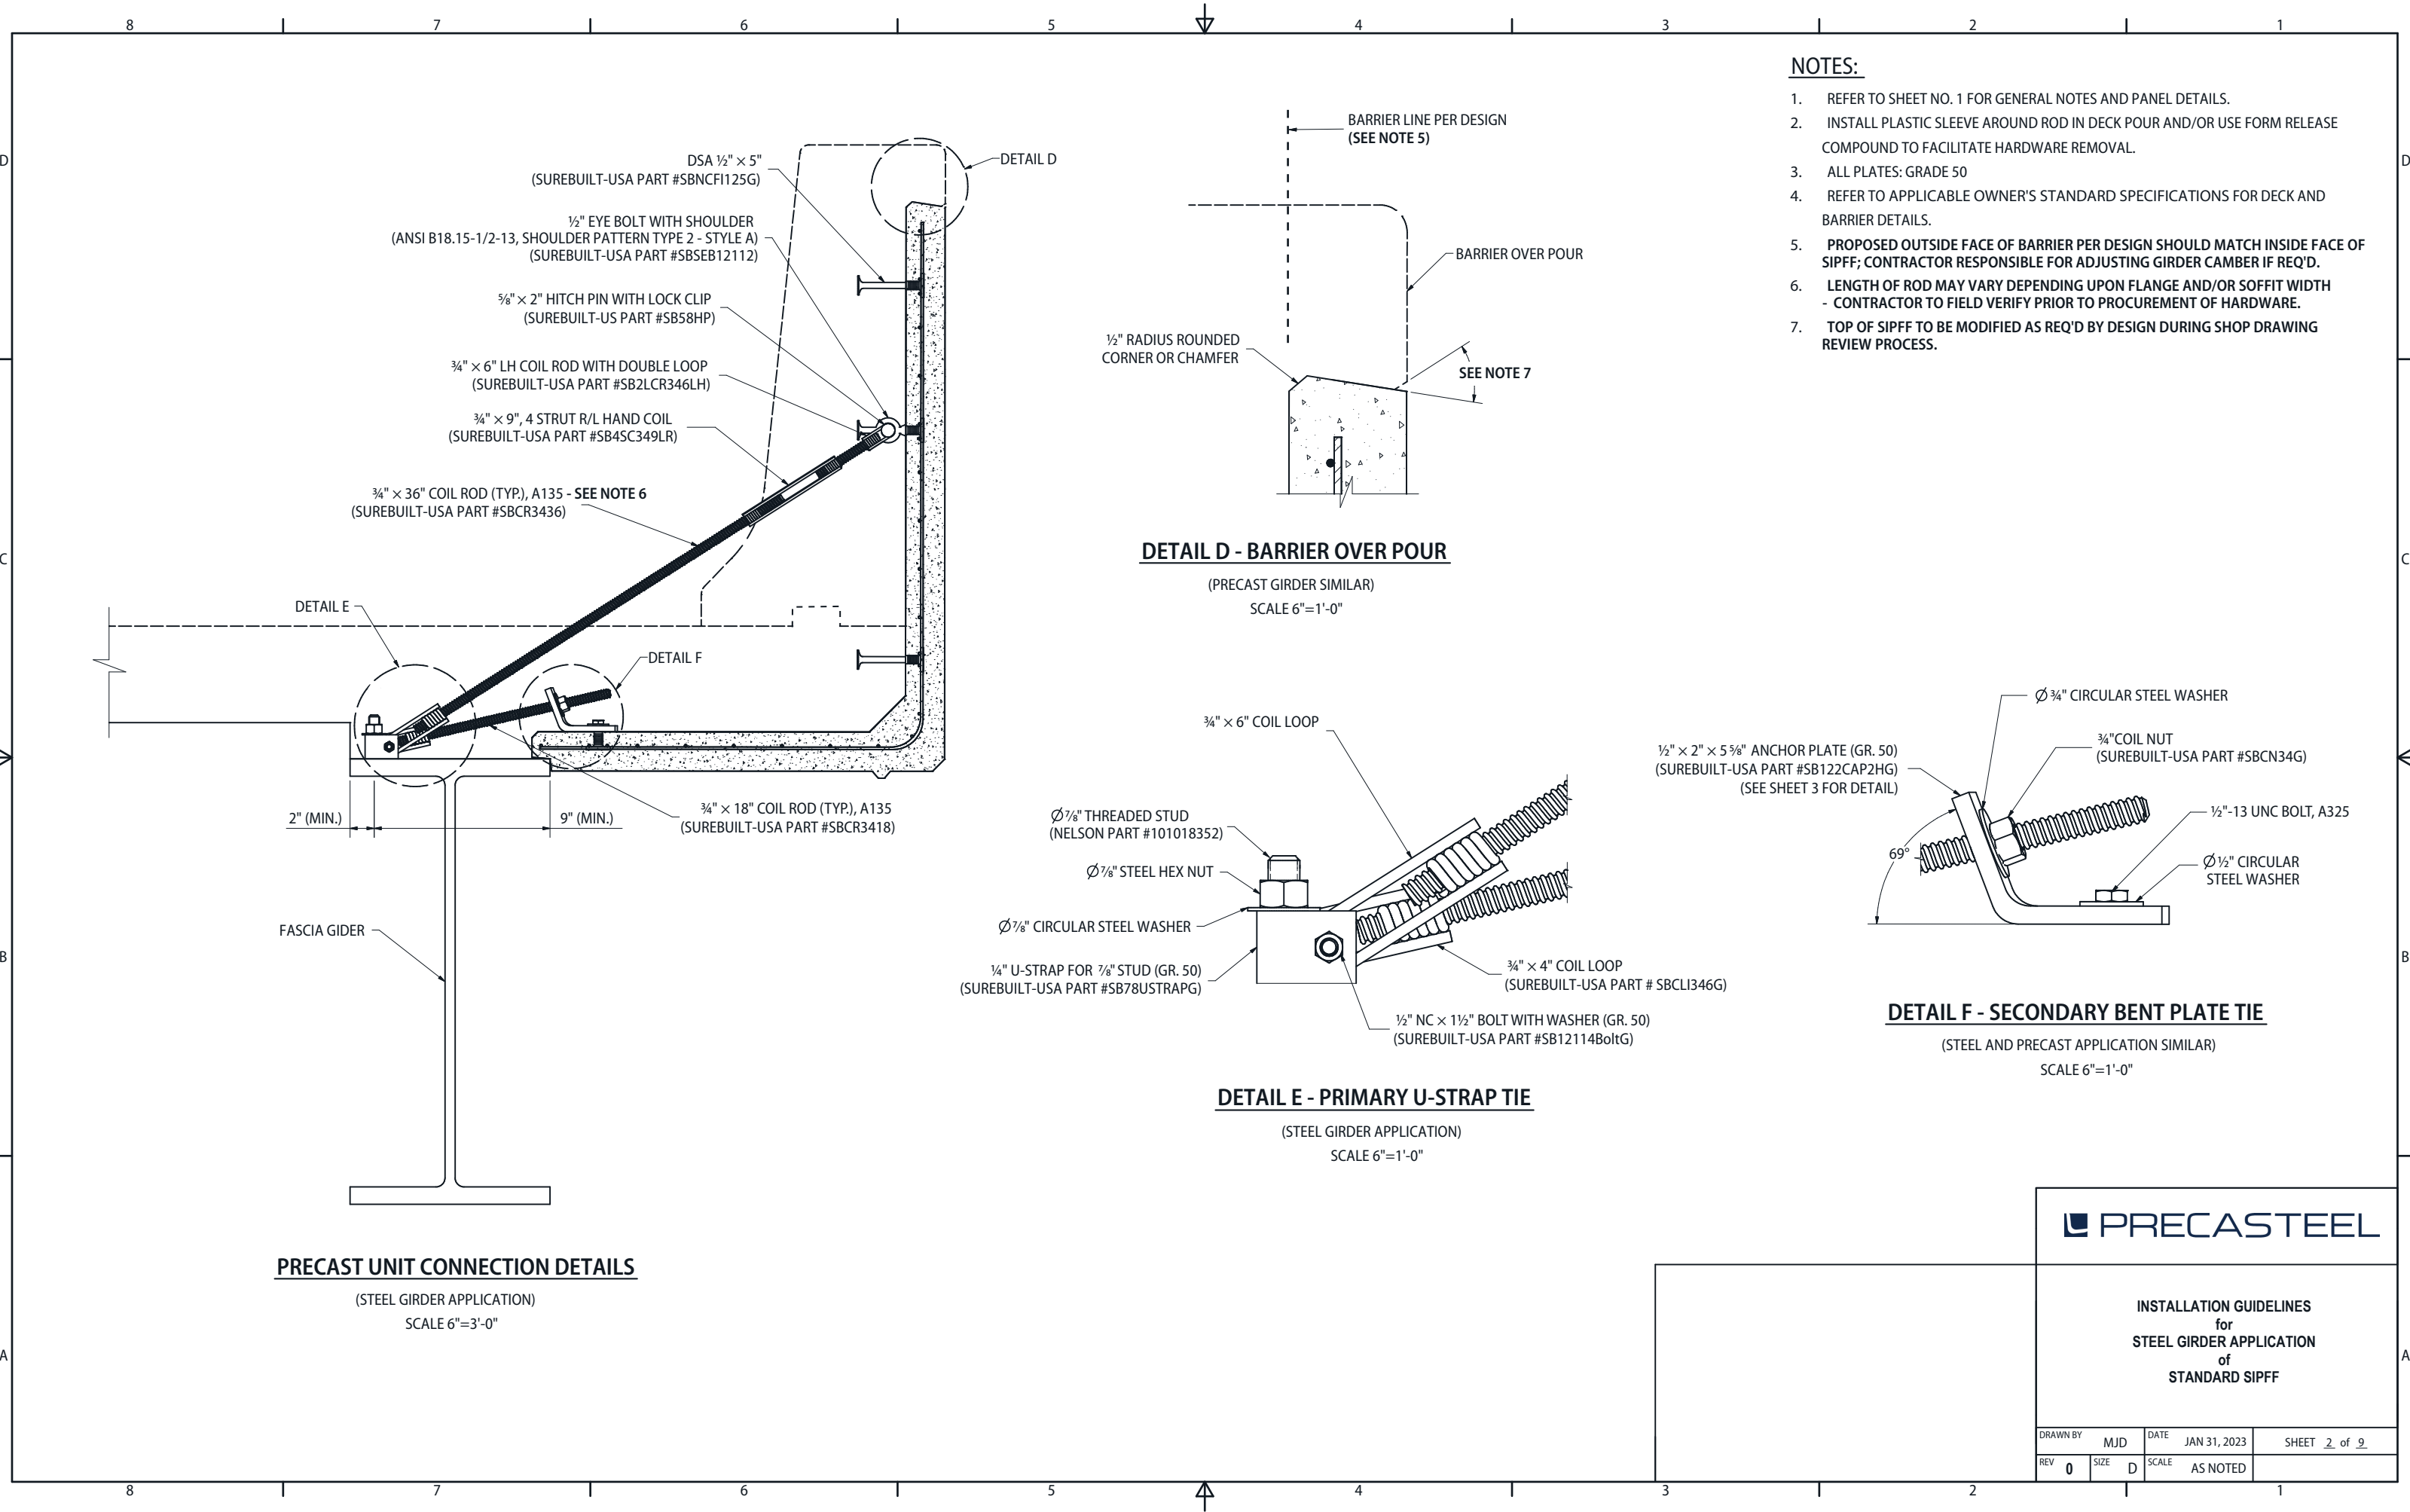 8 7 6 5 4 3 2 1
D
C
B
A
NOTES:
1. REFER TO SHEET NO. 1 FOR GENERAL NOTES AND PANEL DETAILS.
2. INSTALL PLASTIC SLEEVE AROUND ROD IN DECK POUR AND/OR USE FORM RELEASE
COMPOUND TO FACILITATE HARDWARE REMOVAL.
3. ALL PLATES: GRADE 50
4. REFER TO APPLICABLE OWNER'S STANDARD SPECIFICATIONS FOR DECK AND
BARRIER DETAILS.
5. PROPOSED OUTSIDE FACE OF BARRIER PER DESIGN SHOULD MATCH INSIDE FACE OF
SIPFF; CONTRACTOR RESPONSIBLE FOR ADJUSTING GIRDER CAMBER IF REQ'D.
6. LENGTH OF ROD MAY VARY DEPENDING UPON FLANGE AND/OR SOFFIT WIDTH
- CONTRACTOR TO FIELD VERIFY PRIOR TO PROCUREMENT OF HARDWARE.
7. TOP OF SIPFF TO BE MODIFIED AS REQ'D BY DESIGN DURING SHOP DRAWING
REVIEW PROCESS.
DSA ½" × 5"
(SUREBUILT-USA PART #SBNCFI125G)
DETAIL D
½" EYE BOLT WITH SHOULDER
(ANSI B18.15-1/2-13, SHOULDER PATTERN TYPE 2 - STYLE A)
(SUREBUILT-USA PART #SBSEB12112)
⅝" × 2" HITCH PIN WITH LOCK CLIP
(SUREBUILT-US PART #SB58HP)
¾" × 6" LH COIL ROD WITH DOUBLE LOOP
(SUREBUILT-USA PART #SB2LCR346LH)
¾" × 9", 4 STRUT R/L HAND COIL
(SUREBUILT-USA PART #SB4SC349LR)
¾" × 36" COIL ROD (TYP.), A135 - SEE NOTE 6
(SUREBUILT-USA PART #SBCR3436)
DETAIL E
DETAIL F
2" (MIN.)
9" (MIN.)
¾" × 18" COIL ROD (TYP.), A135
(SUREBUILT-USA PART #SBCR3418)
FASCIA GIDER
PRECAST UNIT CONNECTION DETAILS
(STEEL GIRDER APPLICATION)
SCALE 6"=3'-0"
BARRIER LINE PER DESIGN
(SEE NOTE 5)
BARRIER OVER POUR
½" RADIUS ROUNDED
CORNER OR CHAMFER
SEE NOTE 7
DETAIL D - BARRIER OVER POUR
(PRECAST GIRDER SIMILAR)
SCALE 6"=1'-0"
¾" × 6" COIL LOOP
Ø⅞" THREADED STUD
(NELSON PART #101018352)
Ø⅞" STEEL HEX NUT
Ø⅞" CIRCULAR STEEL WASHER
¼" U-STRAP FOR ⅞" STUD (GR. 50)
(SUREBUILT-USA PART #SB78USTRAPG)
¾" × 4" COIL LOOP
(SUREBUILT-USA PART # SBCLI346G)
½" NC × 1½" BOLT WITH WASHER (GR. 50)
(SUREBUILT-USA PART #SB12114BoltG)
DETAIL E - PRIMARY U-STRAP TIE
(STEEL GIRDER APPLICATION)
SCALE 6"=1'-0"
Ø¾" CIRCULAR STEEL WASHER
¾"COIL NUT
(SUREBUILT-USA PART #SBCN34G)
½" × 2" × 5⅝" ANCHOR PLATE (GR. 50)
(SUREBUILT-USA PART #SB122CAP2HG)
(SEE SHEET 3 FOR DETAIL)
½"-13 UNC BOLT, A325
69°
Ø½" CIRCULAR
STEEL WASHER
DETAIL F - SECONDARY BENT PLATE TIE
(STEEL AND PRECAST APPLICATION SIMILAR)
SCALE 6"=1'-0"
PRECASTEEL
INSTALLATION GUIDELINES
for
STEEL GIRDER APPLICATION
of
STANDARD SIPFF
DRAWN BY MJD DATE JAN 31, 2023 SHEET 2 of 9
REV 0 SIZE D SCALE AS NOTED
D
C
B
A
8 7 6 5 4 3 2 1